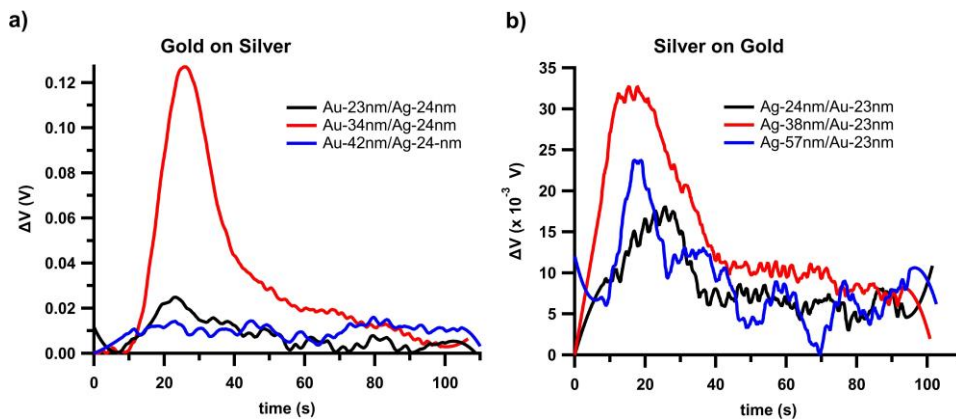 a)
Gold on Silver
ΔV (V)
0.12
0.10
0.08
0.06
0.04
0.02
0.00
Au-23nm/Ag-24nm
Au-34nm/Ag-24nm
Au-42nm/Ag-24-nm
0 20 40 60 80 100
time (s)
b)
Silver on Gold
ΔV (x 10⁻³ V)
35
30
25
20
15
10
5
0
Ag-24nm/Au-23nm
Ag-38nm/Au-23nm
Ag-57nm/Au-23nm
0 20 40 60 80 100
time (s)